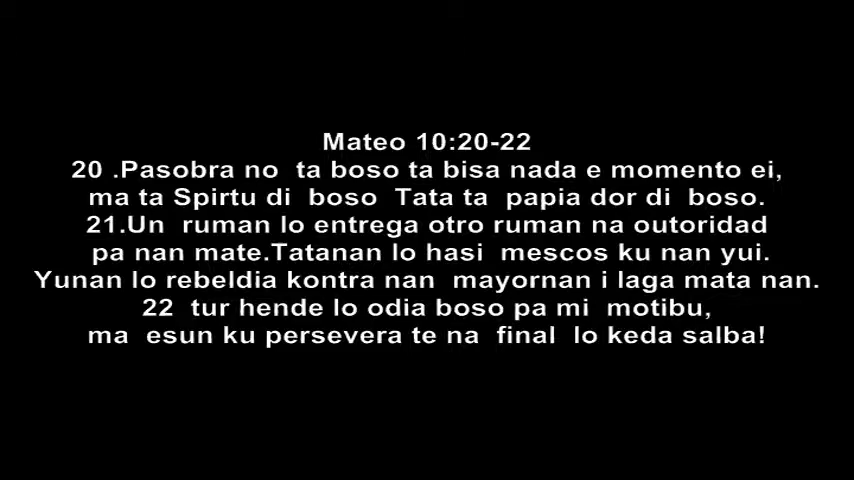 Mateo 10:20-22
20 .Pasobra no ta boso ta bisa nada e momento ei,
ma ta Spirtu di boso Tata ta papia dor di boso.
21.Un ruman lo entrega otro ruman na outoridad
pa nan mate.Tatanan lo hasi mescos ku nan yui.
Yunan lo rebeldia kontra nan mayornan i laga mata nan.
22 tur hende lo odia boso pa mi motibu,
ma esun ku persevera te na final lo keda salba!